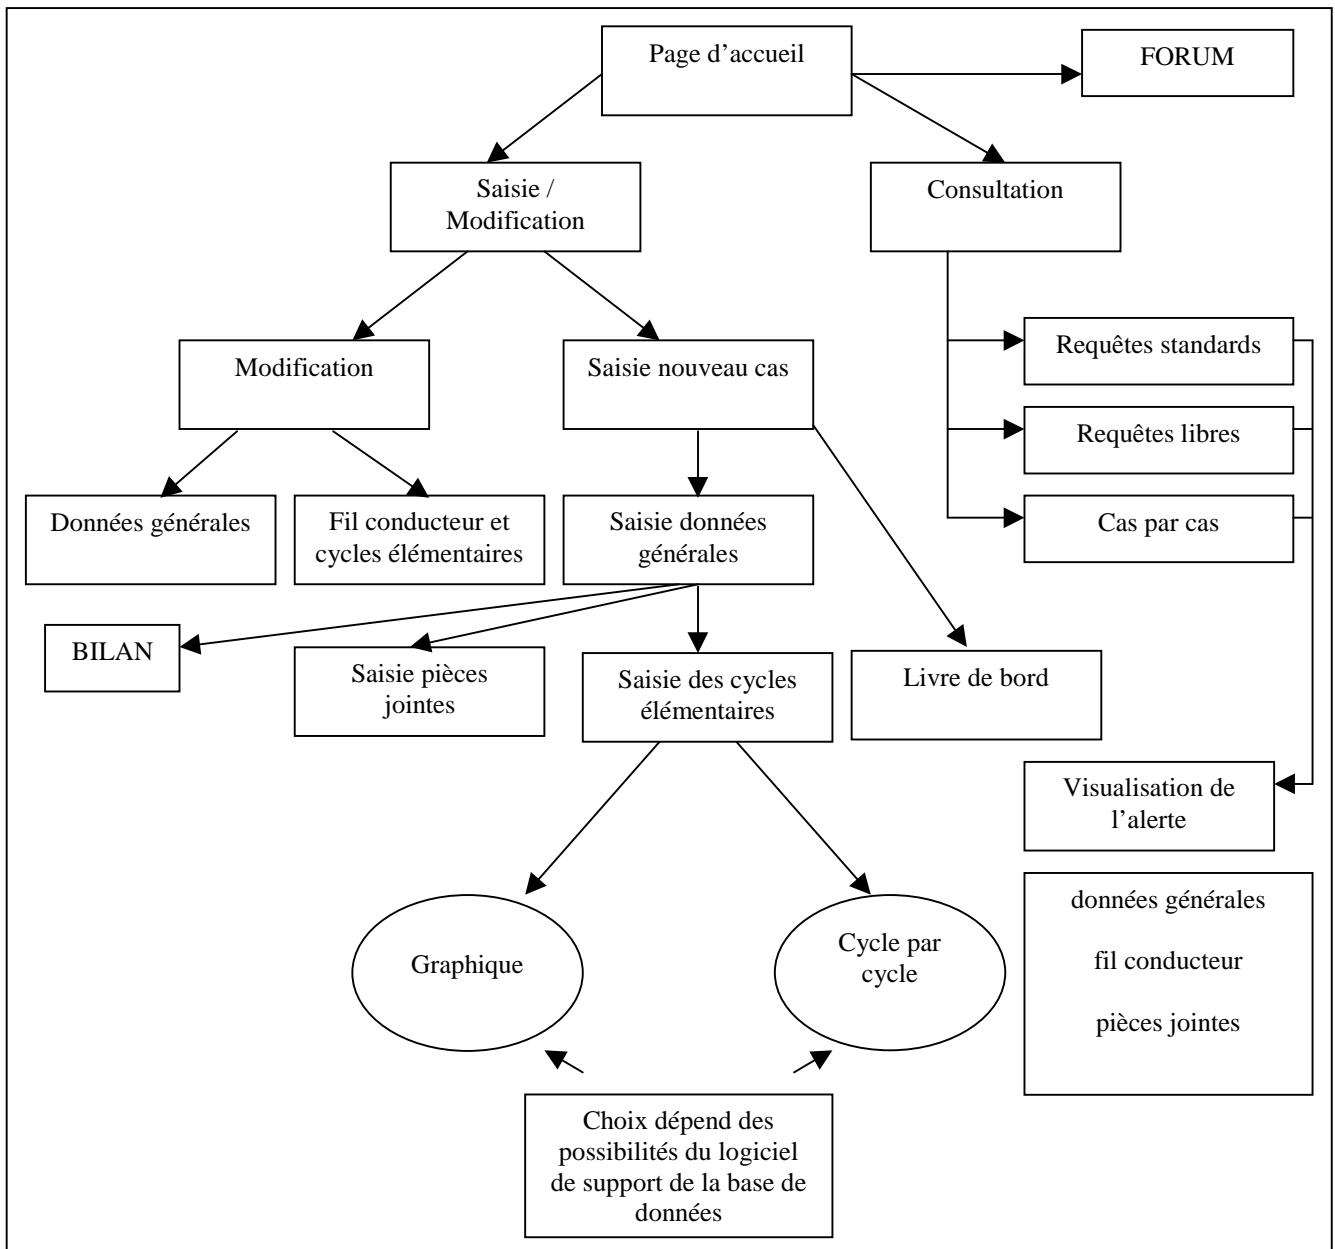 Page d’accueil
FORUM
Saisie /
Modification
Consultation
Modification
Saisie nouveau cas
Requêtes standards
Requêtes libres
Cas par cas
Données générales
Fil conducteur et
cycles élémentaires
Saisie données
générales
BILAN
Saisie pièces
jointes
Saisie des cycles
élémentaires
Livre de bord
Visualisation de
l’alerte
Graphique
Cycle par
cycle
données générales
fil conducteur
pièces jointes
Choix dépend des
possibilités du logiciel
de support de la base de
données